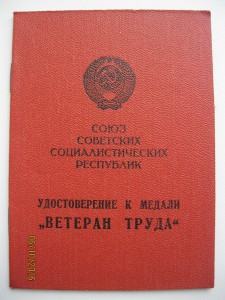 СОЮЗ
СОВЕТСКИХ
СОЦИАЛИСТИЧЕСКИХ
РЕСПУБЛИК
УДОСТОВЕРЕНИЕ К МЕДАЛИ
„ВЕТЕРАН ТРУДА“